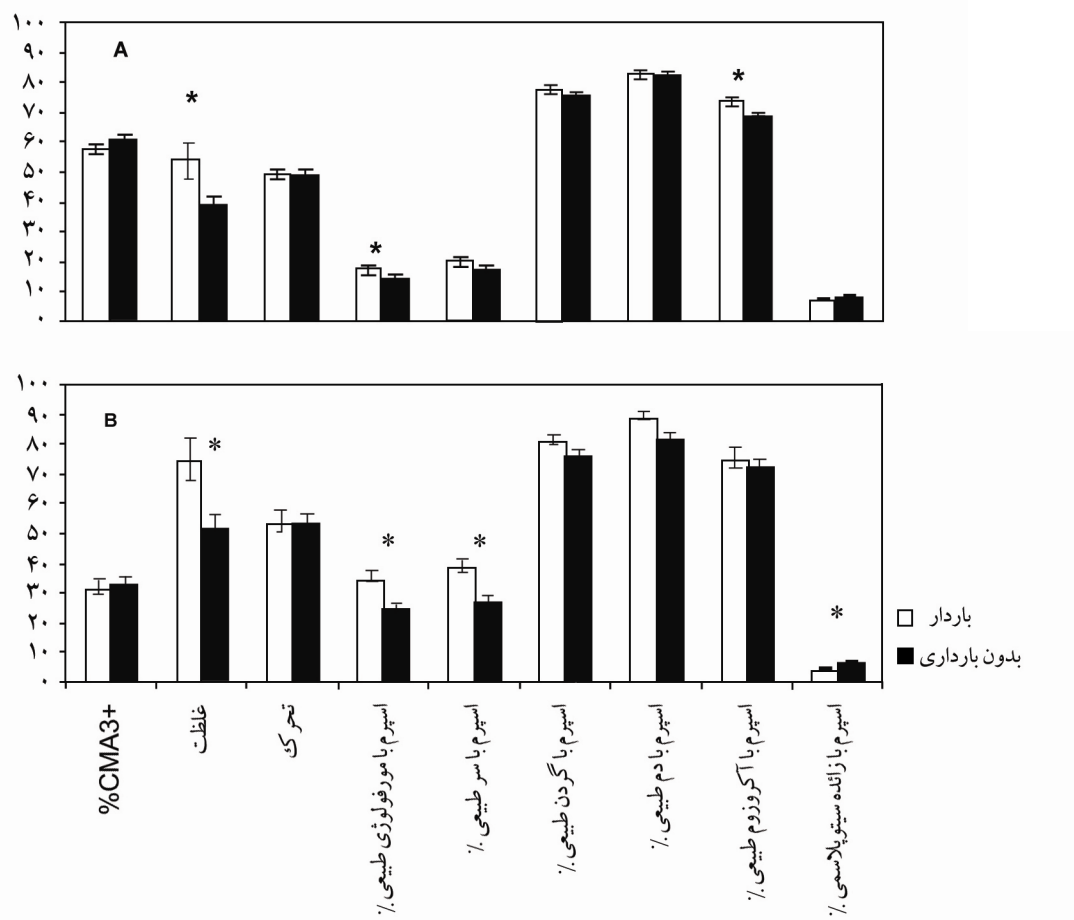 ۱۰۰
۹۰
۸۰
۷۰
۶۰
۵۰
۴۰
۳۰
۲۰
۱۰
۰
A
*
*
*
۱۰۰
۹۰
۸۰
۷۰
۶۰
۵۰
۴۰
۳۰
۲۰
۱۰
۰
B
*
*
*
*
باردار
بدون بارداری
%CMA3+
غلظت
تحرک
اسپرم با مورفولوژی طبیعی٪
اسپرم با سر طبیعی٪
اسپرم با گردن طبیعی٪
اسپرم با دم طبیعی٪
اسپرم با آکروزوم طبیعی٪
اسپرم با زائده سیتوپلاسمی٪